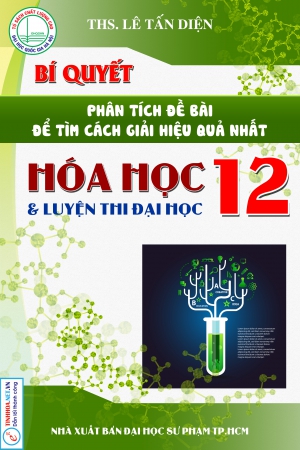 THS. LÊ TẤN DIỆN
BÍ QUYẾT
PHÂN TÍCH ĐỀ BÀI
ĐỂ TÌM CÁCH GIẢI HIỆU QUẢ NHẤT
HÓA HỌC 12
& LUYỆN THI ĐẠI HỌC
NHÀ XUẤT BẢN ĐẠI HỌC SƯ PHẠM TP.HCM